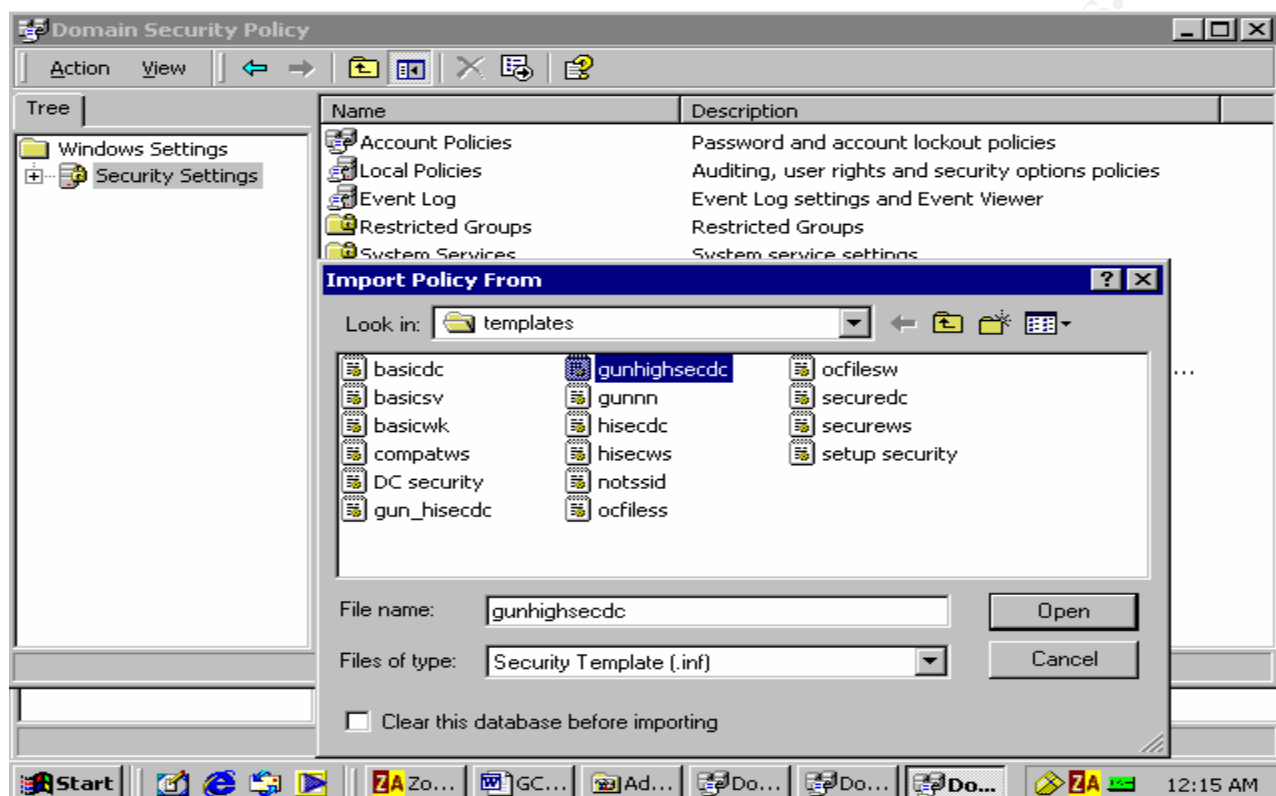 Domain Security Policy
Action View
Tree
Name Description
Windows Settings
Security Settings
Account Policies Password and account lockout policies
Local Policies Auditing, user rights and security options policies
Event Log Event Log settings and Event Viewer
Restricted Groups Restricted Groups
System Services System service settings
Import Policy From
Look in: templates
basicdc gunhighsecdc ocfilesw
basicsv gunnn securedc
basicwk hisecdc securews
compatws hisecws setup security
DC security notssid
gun_hisecdc ocfiless
...
File name: gunhighsecdc Open
Files of type: Security Template (.inf) Cancel
Clear this database before importing
Start ZA Zo... GC... Ad... Do... Do... Do... ZA 12:15 AM